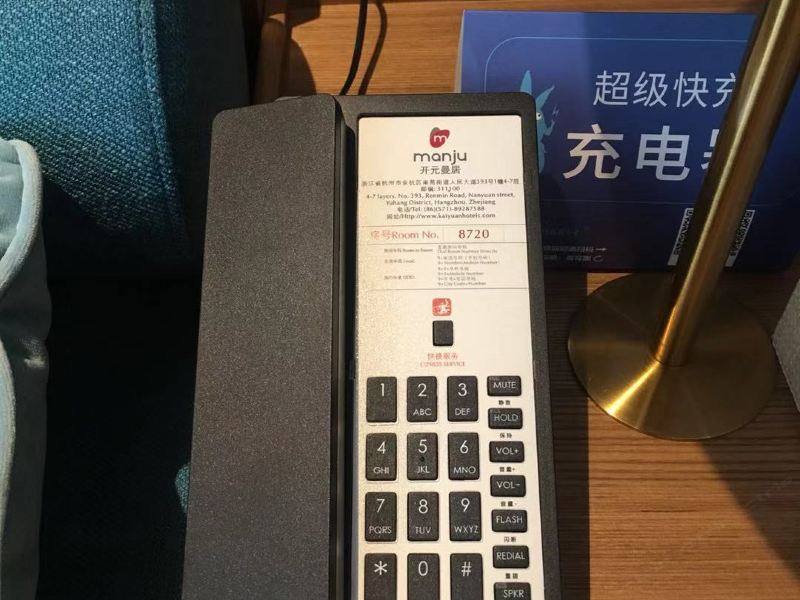 m
manju
开元曼居
浙江省杭州市余杭区南苑街道人民大道393号1幢4-7层
邮编: 311100
4-7 layers, No. 393, Renmin Road, Nanyuan street,
Yuhang District, Hangzhou, Zhejiang
电话/Tel: (86)(571)-89287588
网址/Http://www.kaiyuanhotels.com
房号Room No. 8720
Dial Room Number Directly
快捷服务
EXPRESS SERVICE
1 2 ABC 3 DEF MUTE
静音
HOLD
保持
4 GHI 5 JKL 6 MNO VOL+
音量+
VOL-
音量-
7 PQRS 8 TUV 9 WXYZ FLASH
闪断
REDIAL
重拨
* 0 # SPKR
超级快充
充电